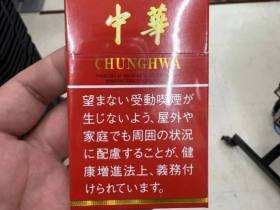 中華
CHUNGHWA
望まない受動喫煙が
生じないよう、屋外や
家庭でも周囲の状況
に配慮することが、健
康増進法上、義務付
けられています。